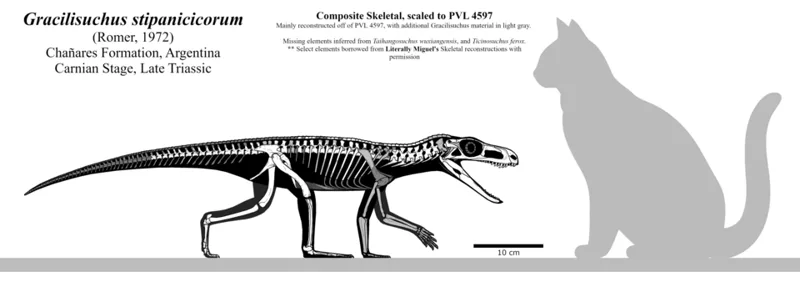 Gracilisuchus stipanicicorum
(Romer, 1972)
Chañares Formation, Argentina
Carnian Stage, Late Triassic
Composite Skeletal, scaled to PVL 4597
Mainly reconstructed off of PVL 4597, with additional Gracilisuchus material in light gray.
Missing elements inferred from Turfanosuchus dabanensis, and Ticinosuchus ferox.
** Select elements borrowed from Literally Miguel's Skeletal reconstructions with
permission
10 cm